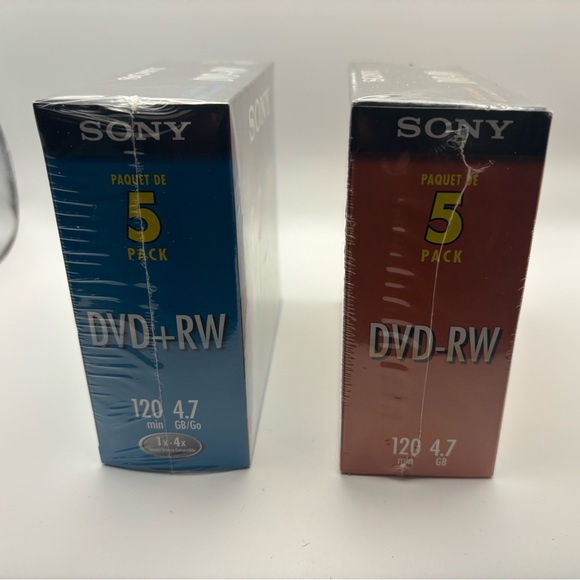 SONY
PAQUET DE
5
PACK
DVD+RW
120 4.7
min GB/Go
1x-4x
SONY
SONY
PAQUET DE
5
PACK
DVD-RW
120 4.7
min GB